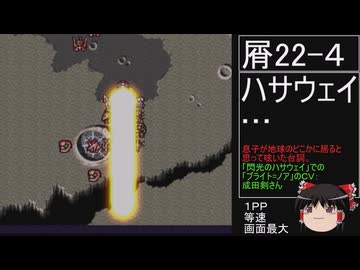 屑22-4
ハサウェイ
…
息子が地球のどこかに居ると
思って呟いた台詞。
「閃光のハサウェイ」での
「ブライト=ノア」のCV:
成田剣さん
1PP
等速
画面最大